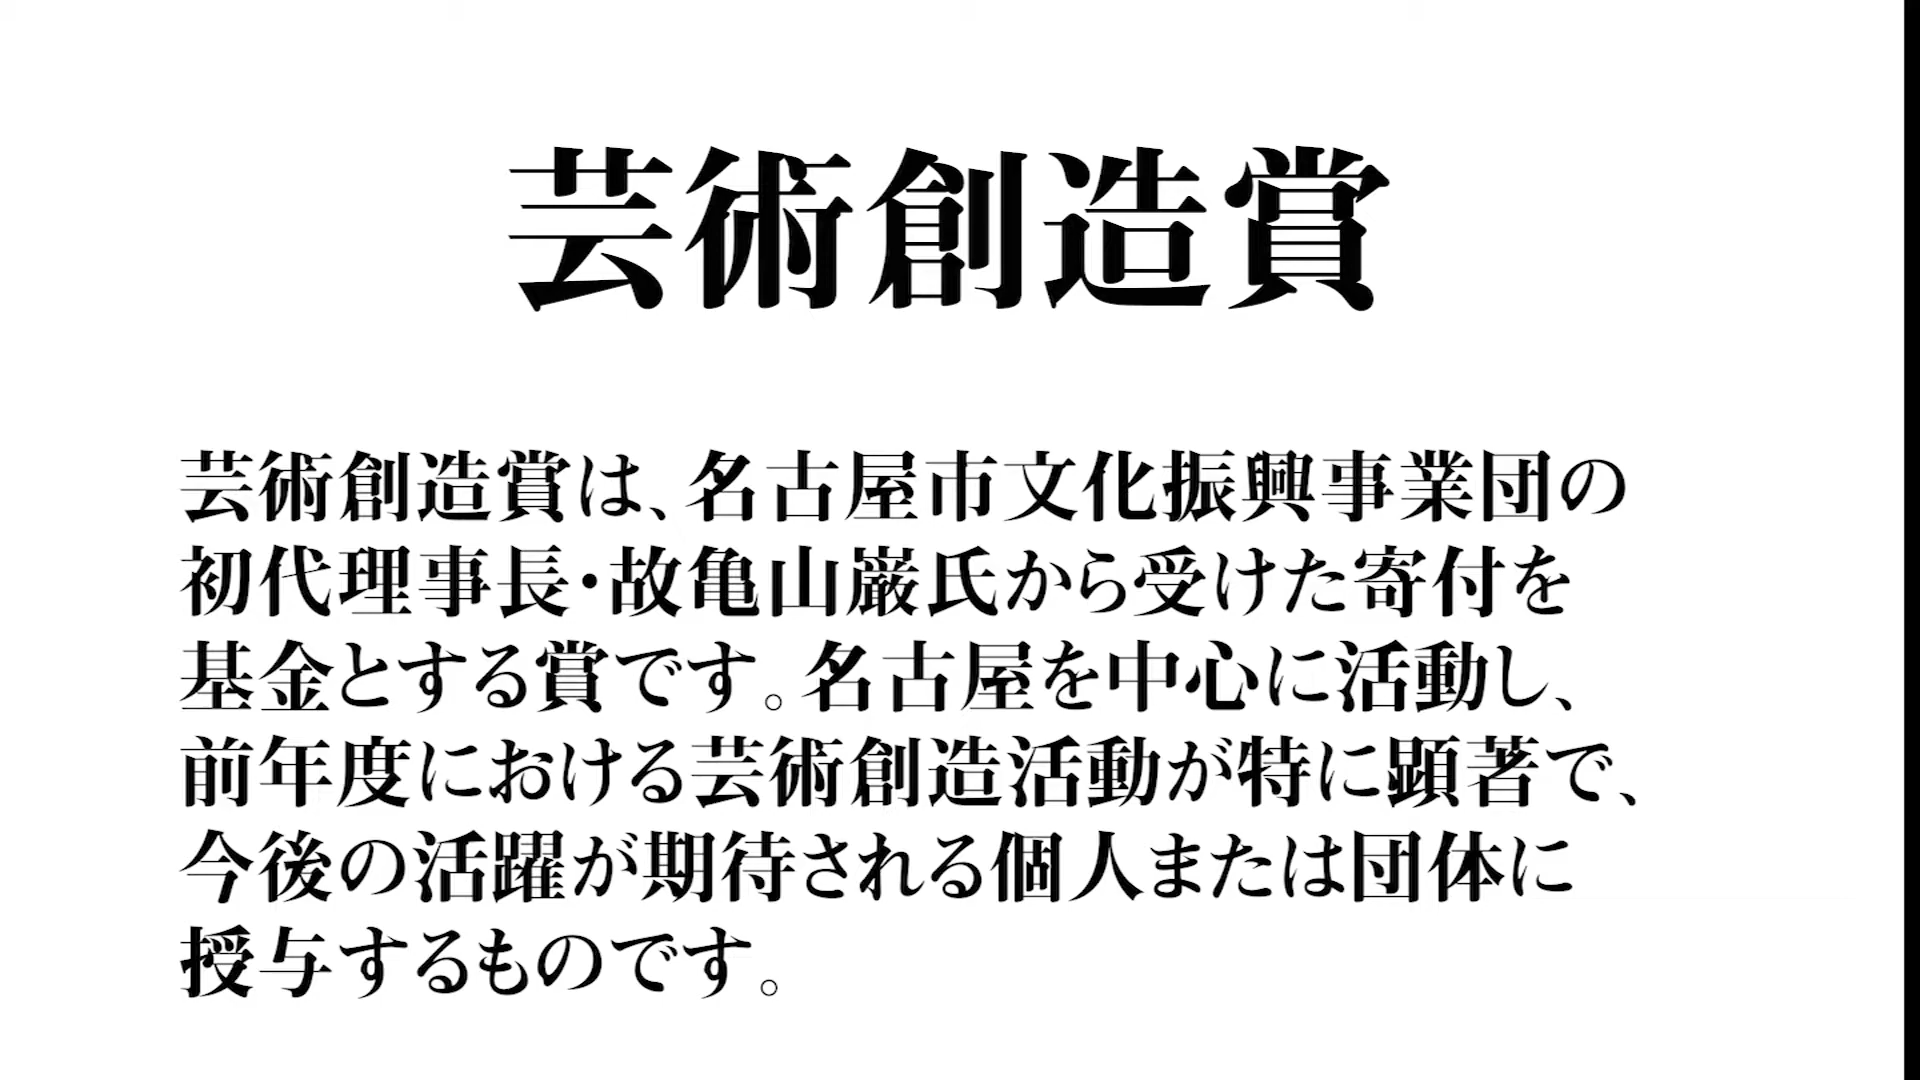 芸術創造賞
芸術創造賞は、名古屋市文化振興事業団の
初代理事長・故亀山巌氏から受けた寄付を
基金とする賞です。名古屋を中心に活動し、
前年度における芸術創造活動が特に顕著で、
今後の活躍が期待される個人または団体に
授与するものです。